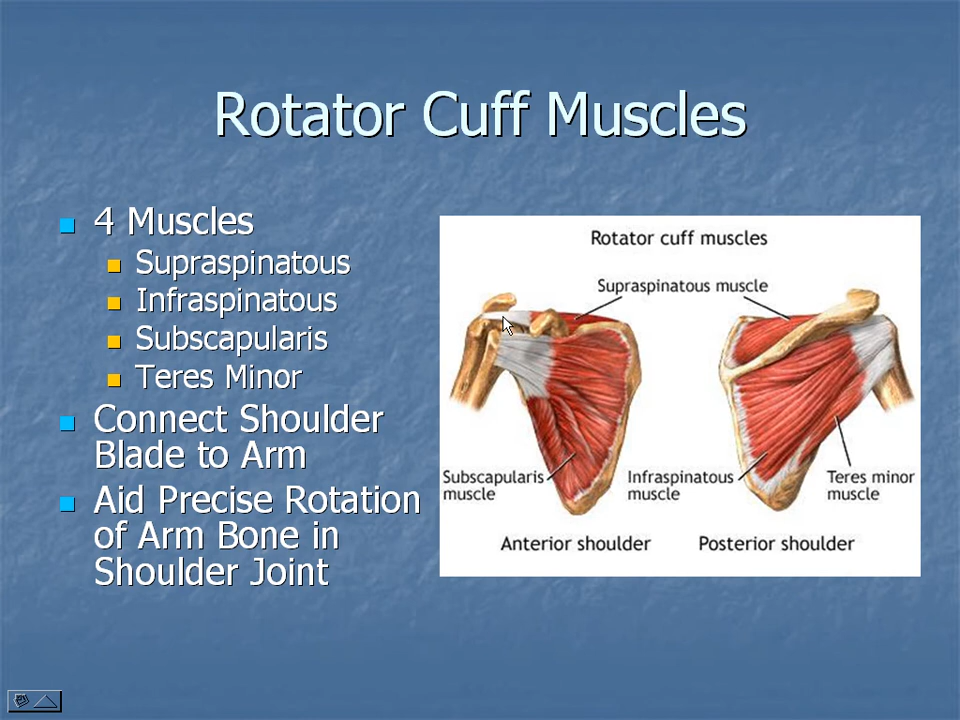 Rotator Cuff Muscles
4 Muscles
Supraspinatous
Infraspinatous
Subscapularis
Teres Minor
Connect Shoulder
Blade to Arm
Aid Precise Rotation
of Arm Bone in
Shoulder Joint
Rotator cuff muscles
Supraspinatous muscle
Subscapularis
muscle
Infraspinatous
muscle
Teres minor
muscle
Anterior shoulder
Posterior shoulder